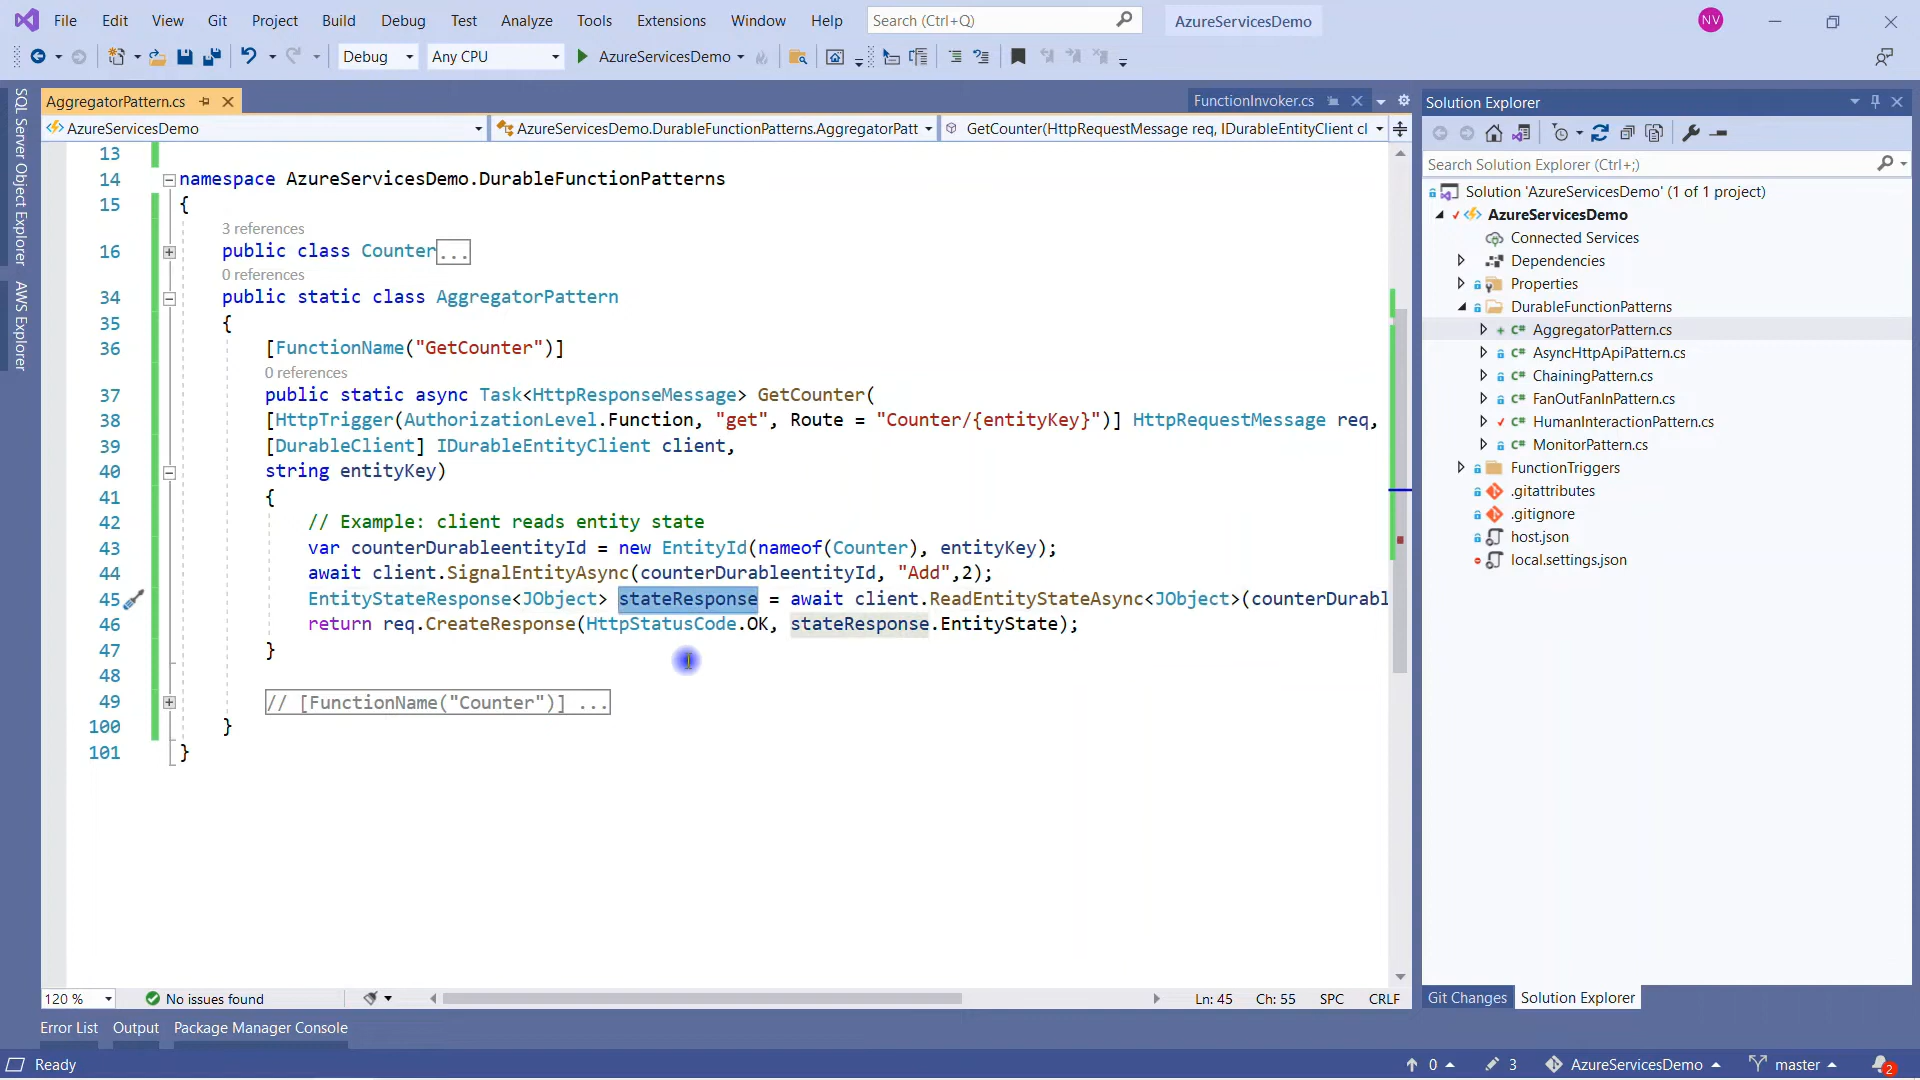 File Edit View Git Project Build Debug Test Analyze Tools Extensions Window Help Search (Ctrl+Q) AzureServicesDemo NV
Debug Any CPU AzureServicesDemo
SQL Server Object Explorer
AWS Explorer
AggregatorPattern.cs FunctionInvoker.cs
AzureServicesDemo AzureServicesDemo.DurableFunctionPatterns.AggregatorPatt GetCounter(HttpRequestMessage req, IDurableEntityClient cl
13
14 namespace AzureServicesDemo.DurableFunctionPatterns
15 {
3 references
16 public class Counter...
0 references
34 public static class AggregatorPattern
35 {
36 [FunctionName("GetCounter")]
0 references
37 public static async Task<HttpResponseMessage> GetCounter(
38 [HttpTrigger(AuthorizationLevel.Function, "get", Route = "Counter/{entityKey}")] HttpRequestMessage req,
39 [DurableClient] IDurableEntityClient client,
40 string entityKey)
41 {
42 // Example: client reads entity state
43 var counterDurableentityId = new EntityId(nameof(Counter), entityKey);
44 await client.SignalEntityAsync(counterDurableentityId, "Add",2);
45 EntityStateResponse<JObject> stateResponse = await client.ReadEntityStateAsync<JObject>(counterDurabl
46 return req.CreateResponse(HttpStatusCode.OK, stateResponse.EntityState);
47 }
48
49 // [FunctionName("Counter")] ...
100 }
101 }
120 % No issues found Ln: 45 Ch: 55 SPC CRLF
Error List Output Package Manager Console
Solution Explorer
Search Solution Explorer (Ctrl+;)
Solution 'AzureServicesDemo' (1 of 1 project)
AzureServicesDemo
Connected Services
Dependencies
Properties
DurableFunctionPatterns
AggregatorPattern.cs
AsyncHttpApiPattern.cs
ChainingPattern.cs
FanOutFanInPattern.cs
HumanInteractionPattern.cs
MonitorPattern.cs
FunctionTriggers
.gitattributes
.gitignore
host.json
local.settings.json
Git Changes Solution Explorer
Ready 0 3 AzureServicesDemo master 2